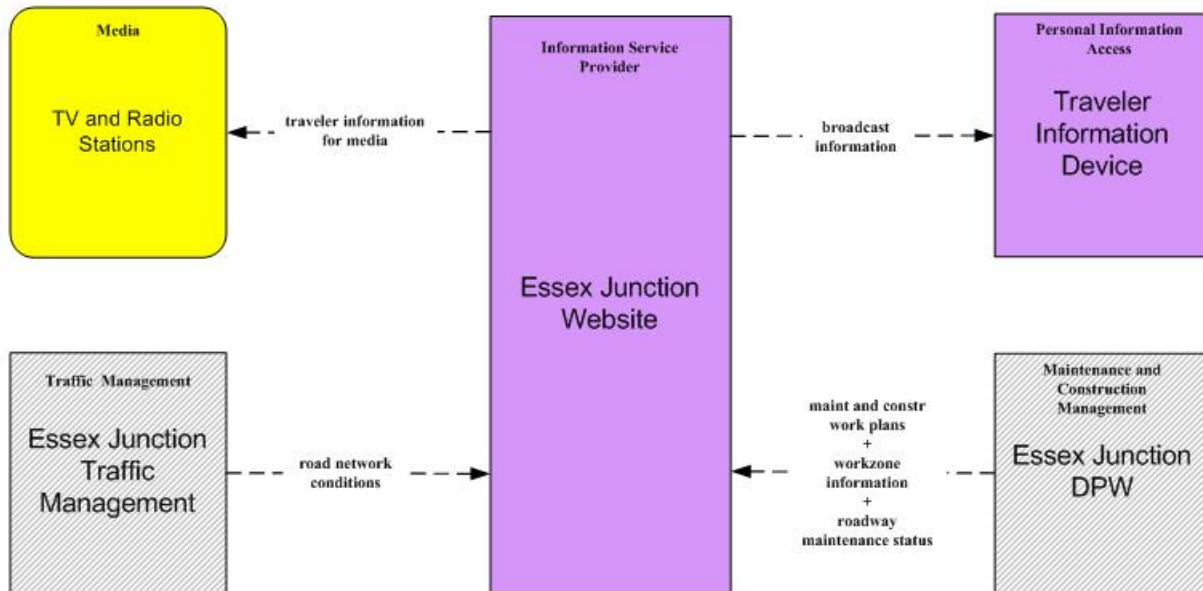 Media
TV and Radio
Stations
traveler information
for media
Information Service
Provider
Essex Junction
Website
broadcast
information
Personal Information
Access
Traveler
Information
Device
Traffic Management
Essex Junction
Traffic
Management
road network
conditions
maint and constr
work plans
+
workzone
information
+
roadway
maintenance status
Maintenance and
Construction
Management
Essex Junction
DPW